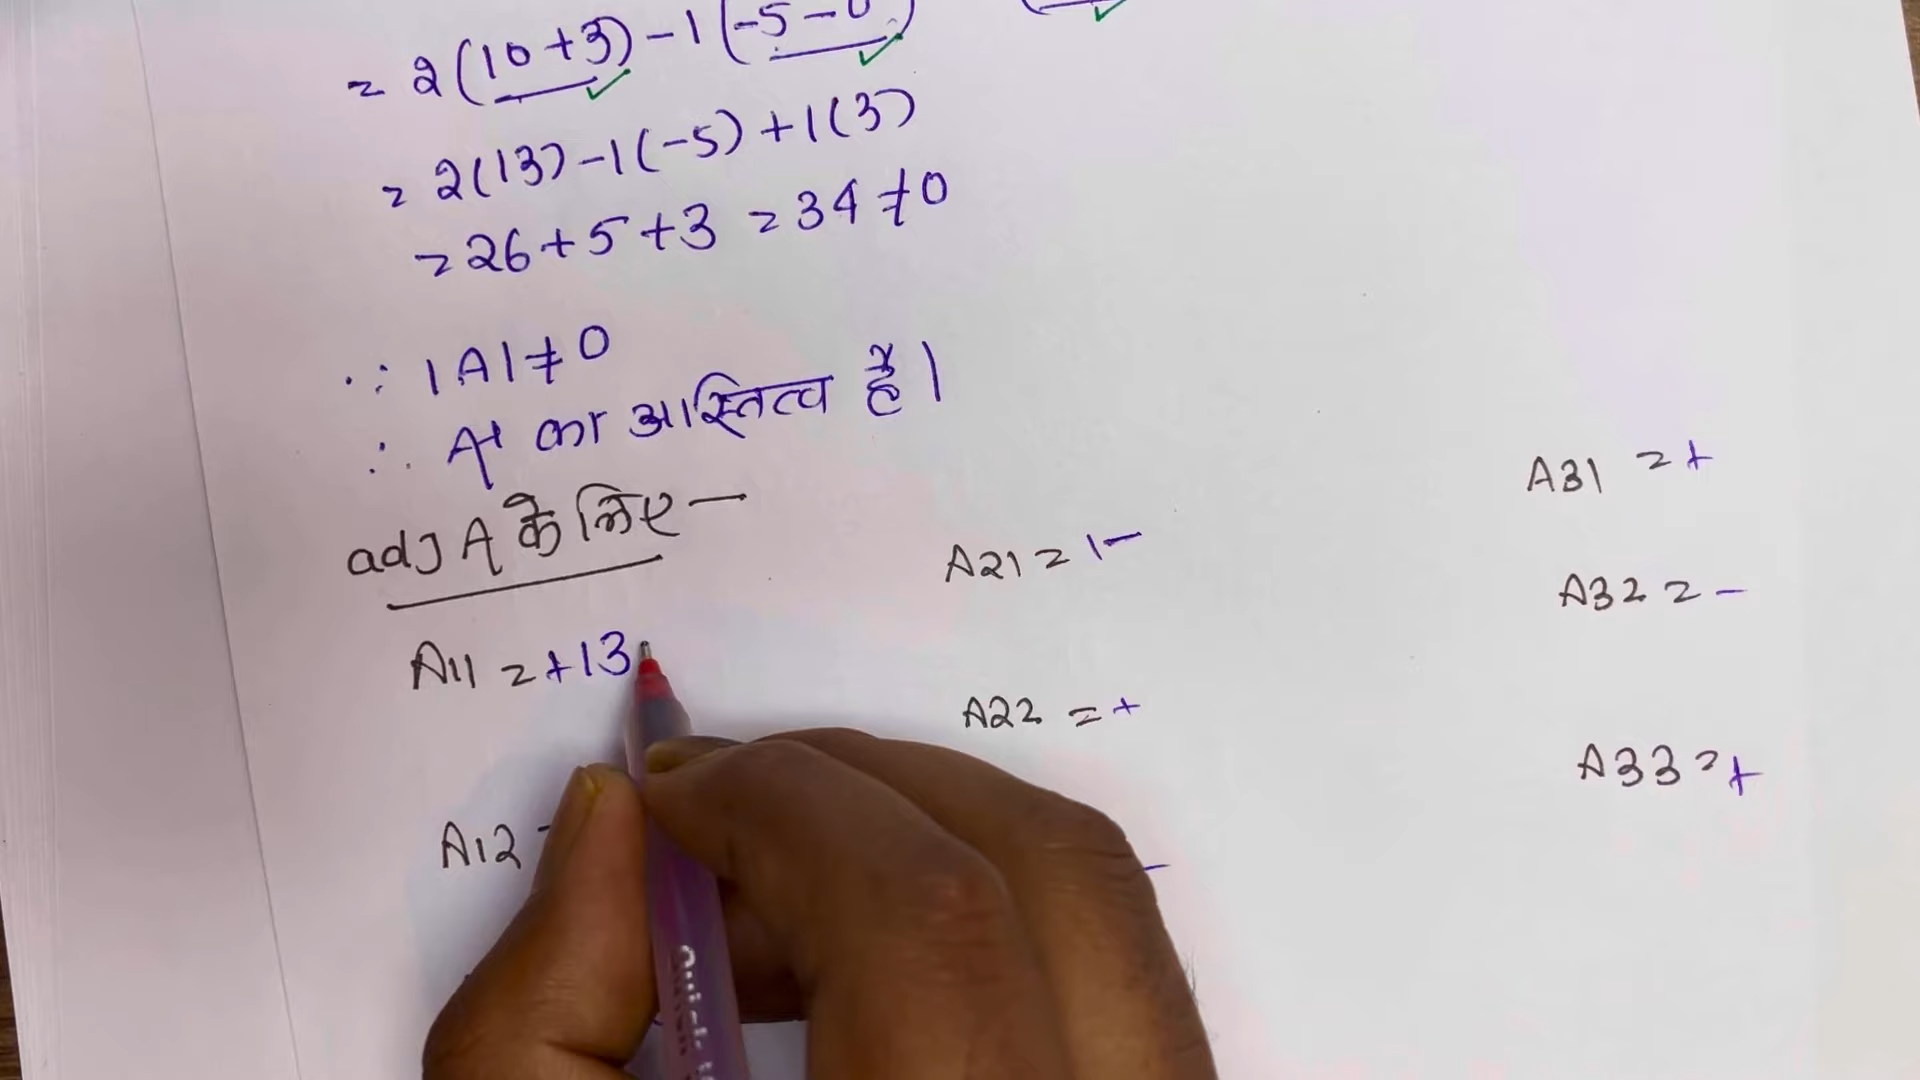 = 2(10+3)-1(-5-0)
= 2(13)-1(-5)+1(3)
= 26+5+3 = 34 ≠ 0
∵ |A| ≠ 0
∴ A⁻¹ का अस्तित्व है।
adj A के लिए —
A11 = +13
A12
A21 = 1-
A22 = +
-
A31 = +
A32 = -
A33 = +